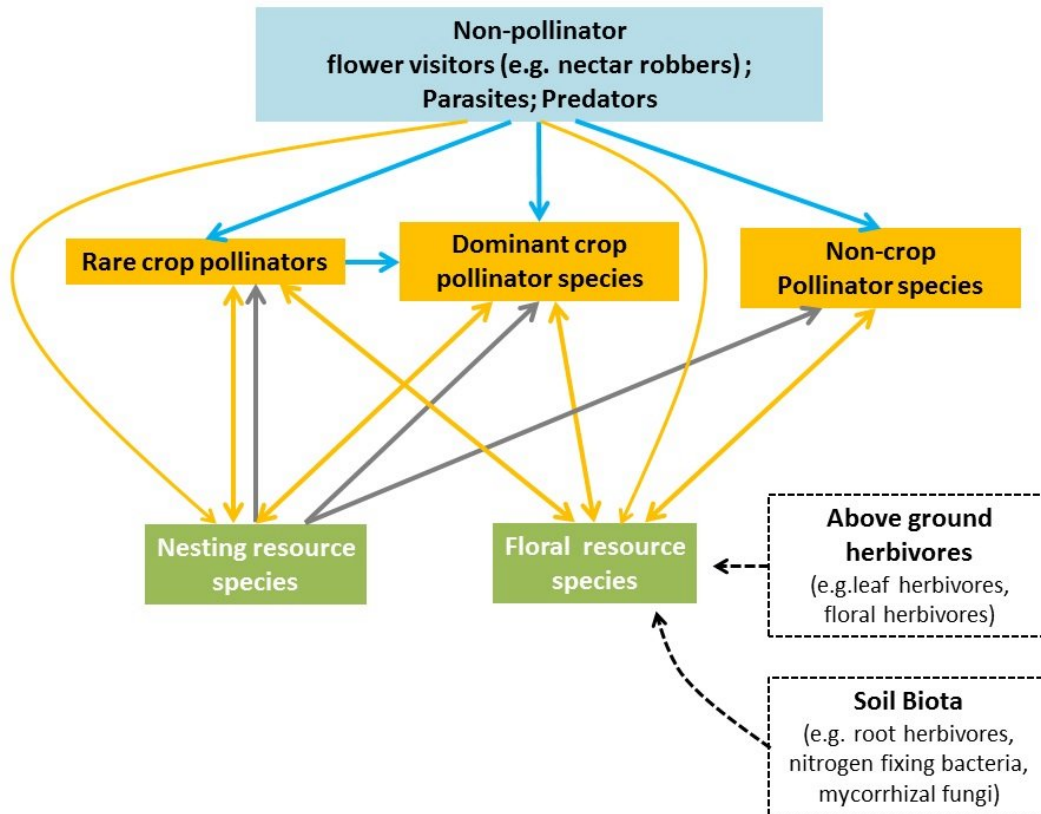 Non-pollinator
flower visitors (e.g. nectar robbers) ;
Parasites; Predators
Rare crop pollinators
Dominant crop
pollinator species
Non-crop
Pollinator species
Nesting resource
species
Floral resource
species
Above ground
herbivores
(e.g.leaf herbivores,
floral herbivores)
Soil Biota
(e.g. root herbivores,
nitrogen fixing bacteria,
mycorrhizal fungi)